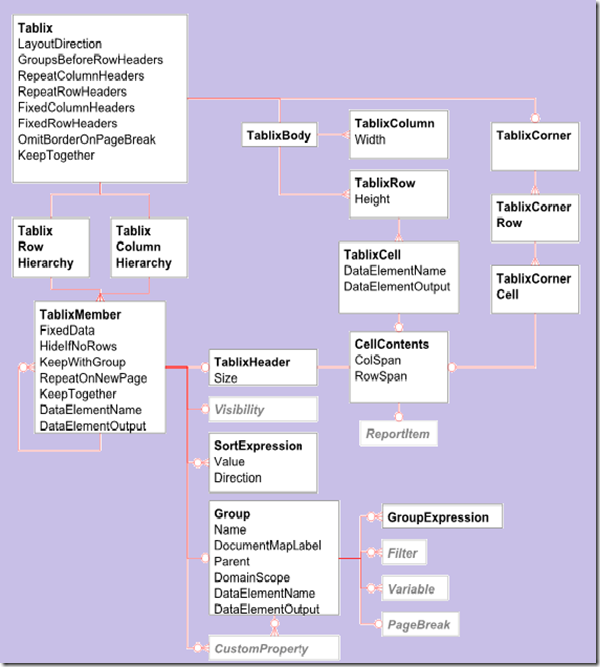 Tablix
LayoutDirection
GroupsBeforeRowHeaders
RepeatColumnHeaders
RepeatRowHeaders
FixedColumnHeaders
FixedRowHeaders
OmitBorderOnPageBreak
KeepTogether
TablixBody
TablixColumn
Width
TablixCorner
TablixRow
Height
TablixCorner
Row
Tablix
Row
Hierarchy
Tablix
Column
Hierarchy
TablixCell
DataElementName
DataElementOutput
TablixCorner
Cell
TablixMember
FixedData
HideIfNoRows
KeepWithGroup
RepeatOnNewPage
KeepTogether
DataElementName
DataElementOutput
TablixHeader
Size
CellContents
ColSpan
RowSpan
Visibility
ReportItem
SortExpression
Value
Direction
Group
Name
DocumentMapLabel
Parent
DomainScope
DataElementName
DataElementOutput
GroupExpression
Filter
Variable
PageBreak
CustomProperty